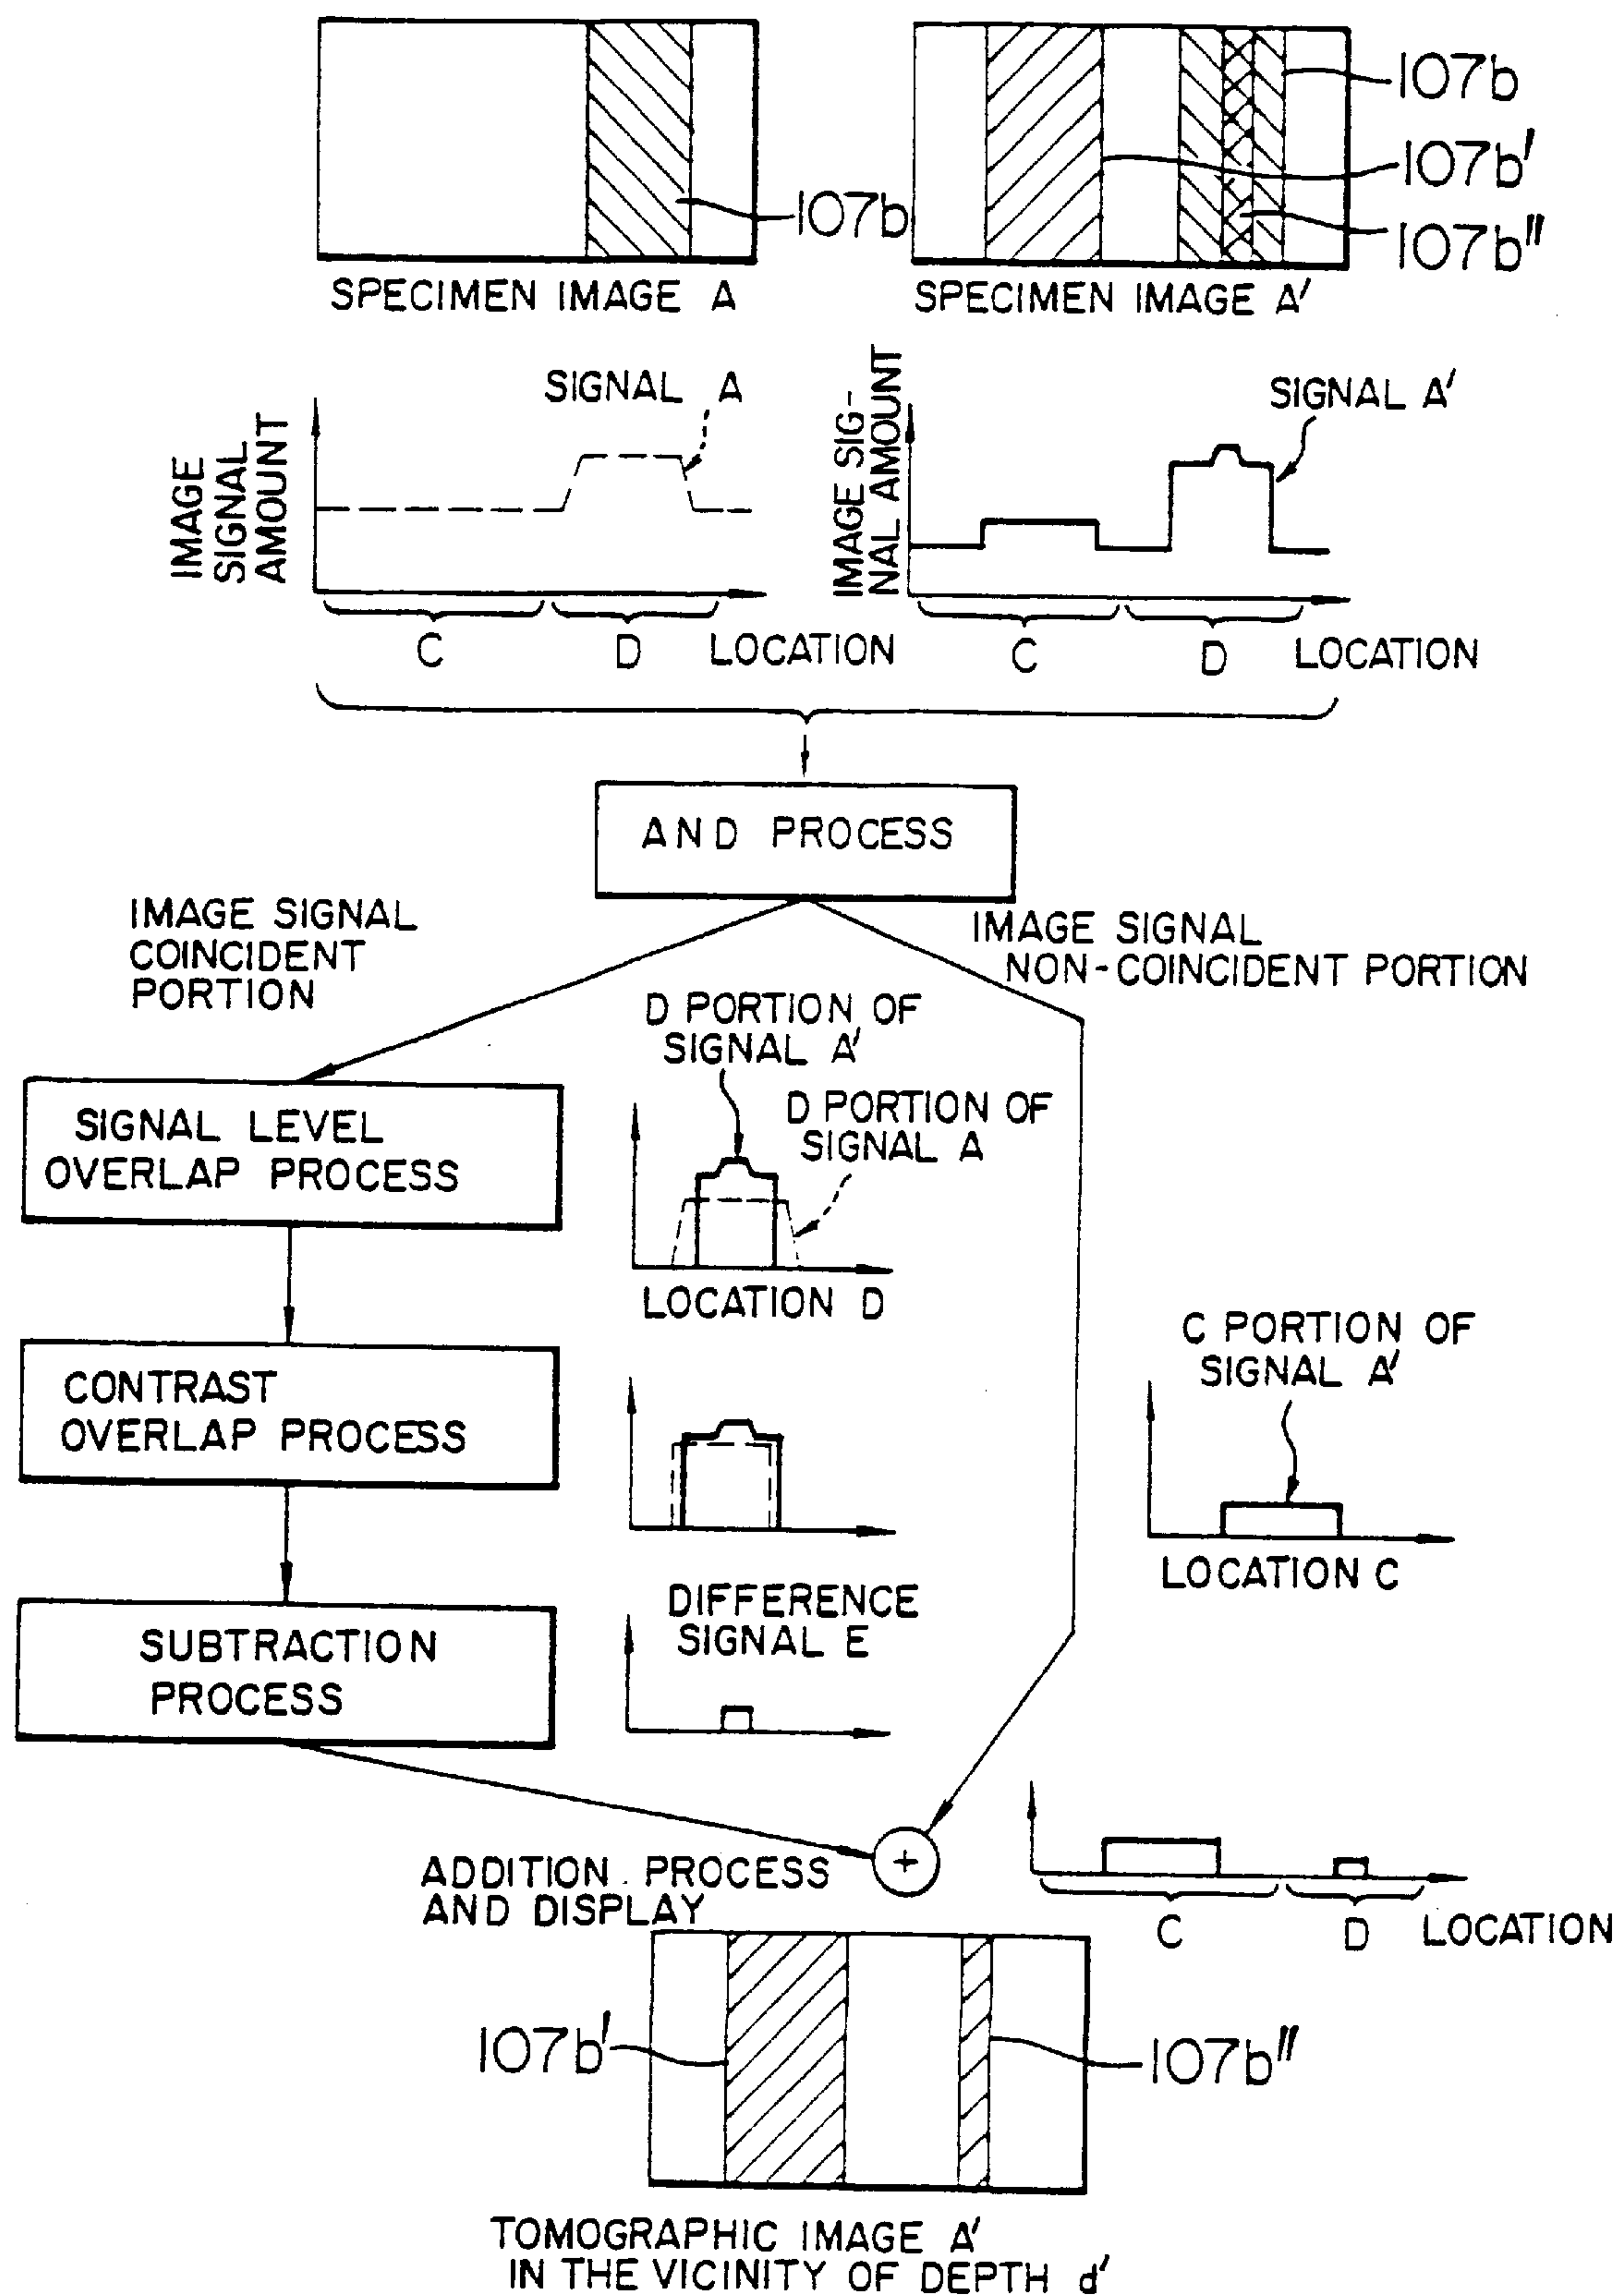 107b
107b'
107b
107b"
SPECIMEN IMAGE A
SPECIMEN IMAGE A'
IMAGE
SIGNAL
AMOUNT
SIGNAL A
C
D
LOCATION
IMAGE SIG-
NAL AMOUNT
SIGNAL A'
C
D
LOCATION
AND PROCESS
IMAGE SIGNAL
COINCIDENT
PORTION
IMAGE SIGNAL
NON-COINCIDENT PORTION
D PORTION OF
SIGNAL A'
D PORTION OF
SIGNAL A
SIGNAL LEVEL
OVERLAP PROCESS
LOCATION D
CONTRAST
OVERLAP PROCESS
C PORTION OF
SIGNAL A'
LOCATION C
DIFFERENCE
SIGNAL E
SUBTRACTION
PROCESS
+
ADDITION PROCESS
AND DISPLAY
C
D
LOCATION
107b'
107b"
TOMOGRAPHIC IMAGE A'
IN THE VICINITY OF DEPTH d'